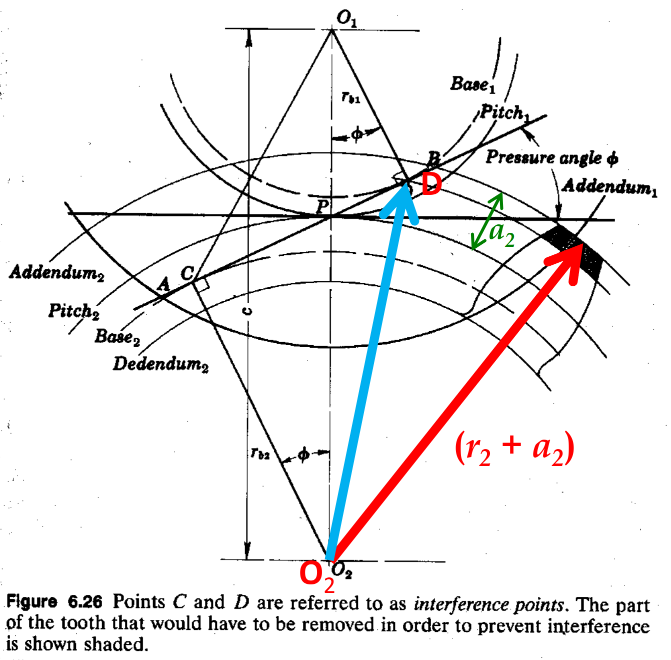 O₁
Base₁
r_b1
Pitch₁
ϕ
B
Pressure angle ϕ
D
Addendum₁
P
a₂
Addendum₂
C
A
Pitch₂
c
Base₂
Dedendum₂
(r₂ + a₂)
r_b2
ϕ
O₂
O₂
Figure 6.26 Points C and D are referred to as interference points. The part
of the tooth that would have to be removed in order to prevent interference
is shown shaded.